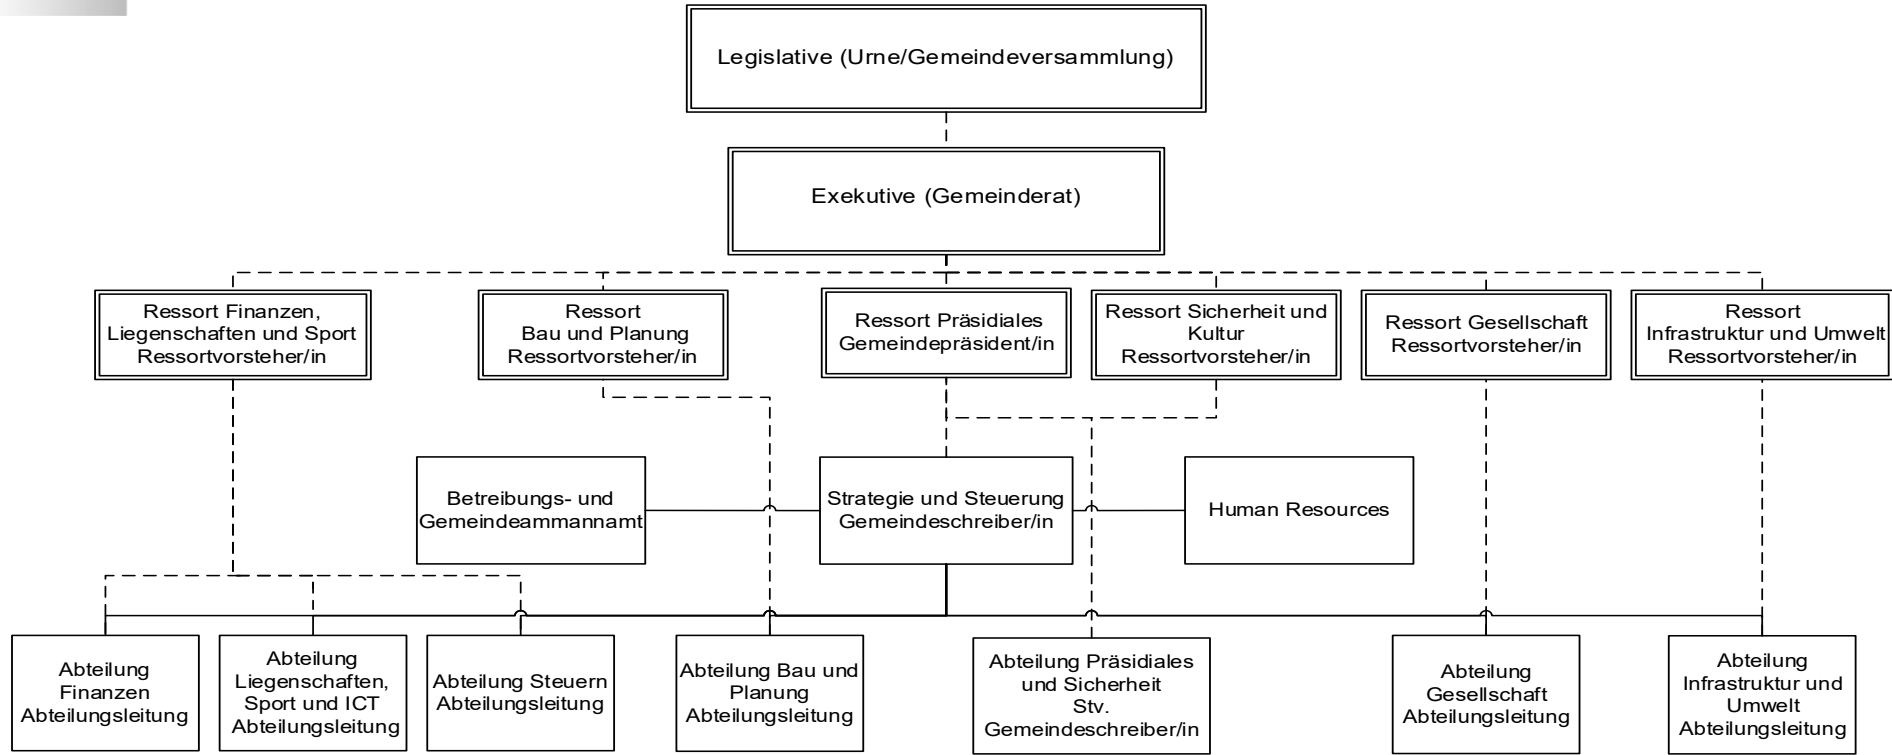 Legislative (Urne/Gemeindeversammlung)
Exekutive (Gemeinderat)
Ressort Finanzen,
Liegenschaften und Sport
Ressortvorsteher/in
Ressort
Bau und Planung
Ressortvorsteher/in
Ressort Präsidiales
Gemeindepräsident/in
Ressort Sicherheit und
Kultur
Ressortvorsteher/in
Ressort Gesellschaft
Ressortvorsteher/in
Ressort
Infrastruktur und Umwelt
Ressortvorsteher/in
Betreibungs- und
Gemeindeammannamt
Strategie und Steuerung
Gemeindeschreiber/in
Human Resources
Abteilung
Finanzen
Abteilungsleitung
Abteilung
Liegenschaften,
Sport und ICT
Abteilungsleitung
Abteilung Steuern
Abteilungsleitung
Abteilung Bau und
Planung
Abteilungsleitung
Abteilung Präsidiales
und Sicherheit
Stv.
Gemeindeschreiber/in
Abteilung
Gesellschaft
Abteilungsleitung
Abteilung
Infrastruktur und
Umwelt
Abteilungsleitung